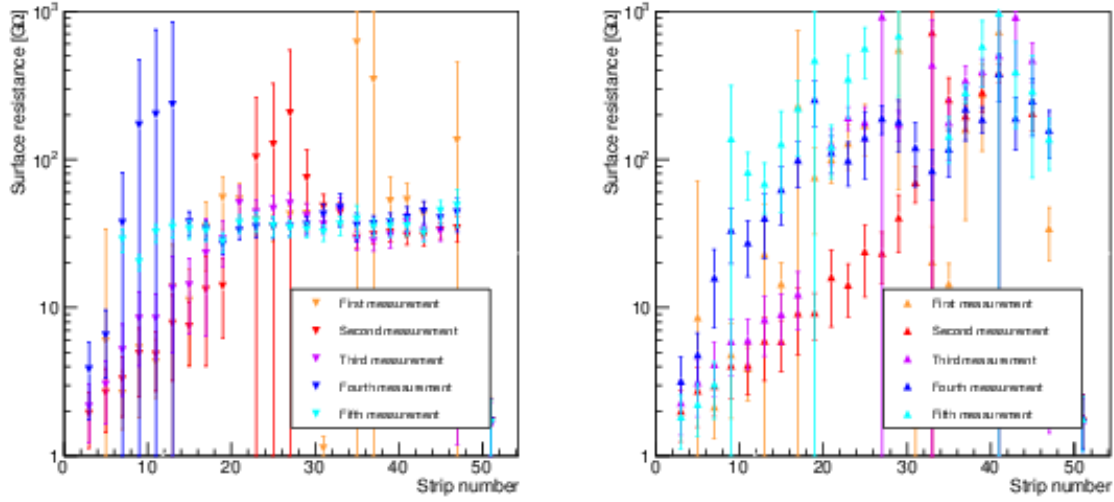 Surface resistance [GΩ]
10³
10²
10
1
0 10 20 30 40 50
Strip number
First measurement
Second measurement
Third measurement
Fourth measurement
Fifth measurement
Surface resistance [GΩ]
10³
10²
10
1
0 10 20 30 40 50
Strip number
First measurement
Second measurement
Third measurement
Fourth measurement
Fifth measurement